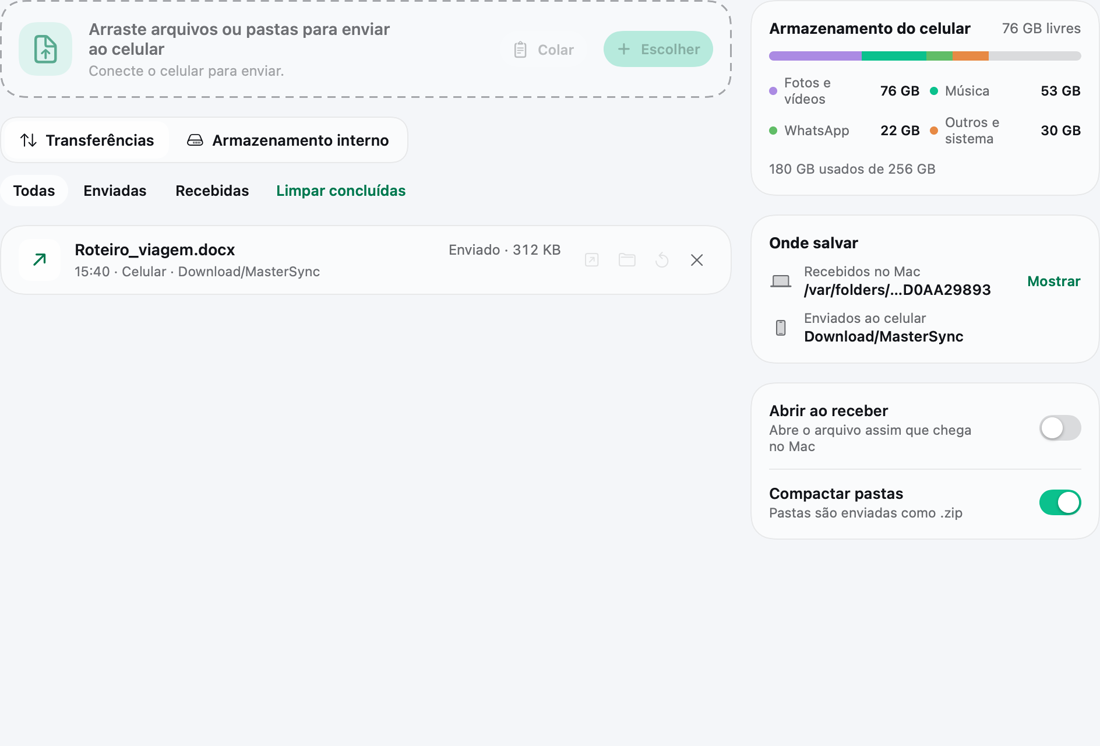 Arraste arquivos ou pastas para enviar
ao celular
Conecte o celular para enviar.
Colar
Escolher
Transferências
Armazenamento interno
Todas
Enviadas
Recebidas
Limpar concluídas
Roteiro_viagem.docx
Enviado · 312 KB
15:40 · Celular · Download/MasterSync
Armazenamento do celular
76 GB livres
Fotos e
vídeos
76 GB
Música
53 GB
WhatsApp
22 GB
Outros e
sistema
30 GB
180 GB usados de 256 GB
Onde salvar
Recebidos no Mac
/var/folders/...D0AA29893
Mostrar
Enviados ao celular
Download/MasterSync
Abrir ao receber
Abre o arquivo assim que chega
no Mac
Compactar pastas
Pastas são enviadas como .zip